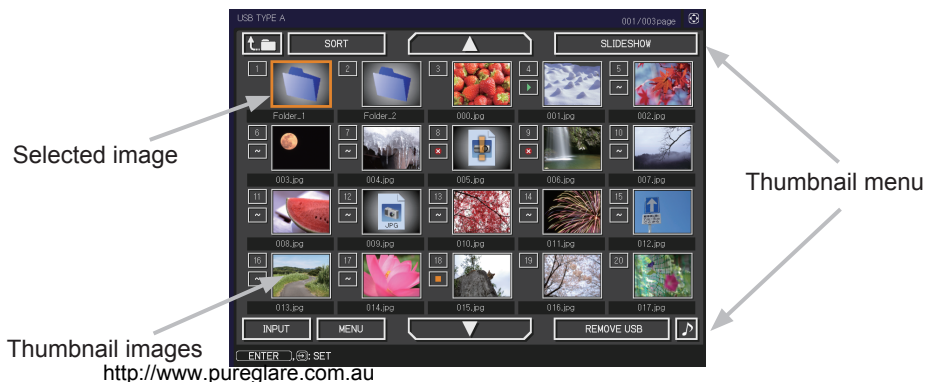 USB TYPE A
001/003page
SORT
SLIDESHOW
1 2 3 4 5
Folder_1 Folder_2 000.jpg 001.jpg 002.jpg
Selected image
6 7 8 9 10
003.jpg 004.jpg 005.jpg 006.jpg 007.jpg
Thumbnail menu
11 12 13 14 15
JPG
008.jpg 009.jpg 010.jpg 011.jpg 012.jpg
16 17 18 19 20
013.jpg 014.jpg 015.jpg 016.jpg 017.jpg
INPUT MENU REMOVE USB
Thumbnail images
ENTER , : SET
http://www.pureglare.com.au